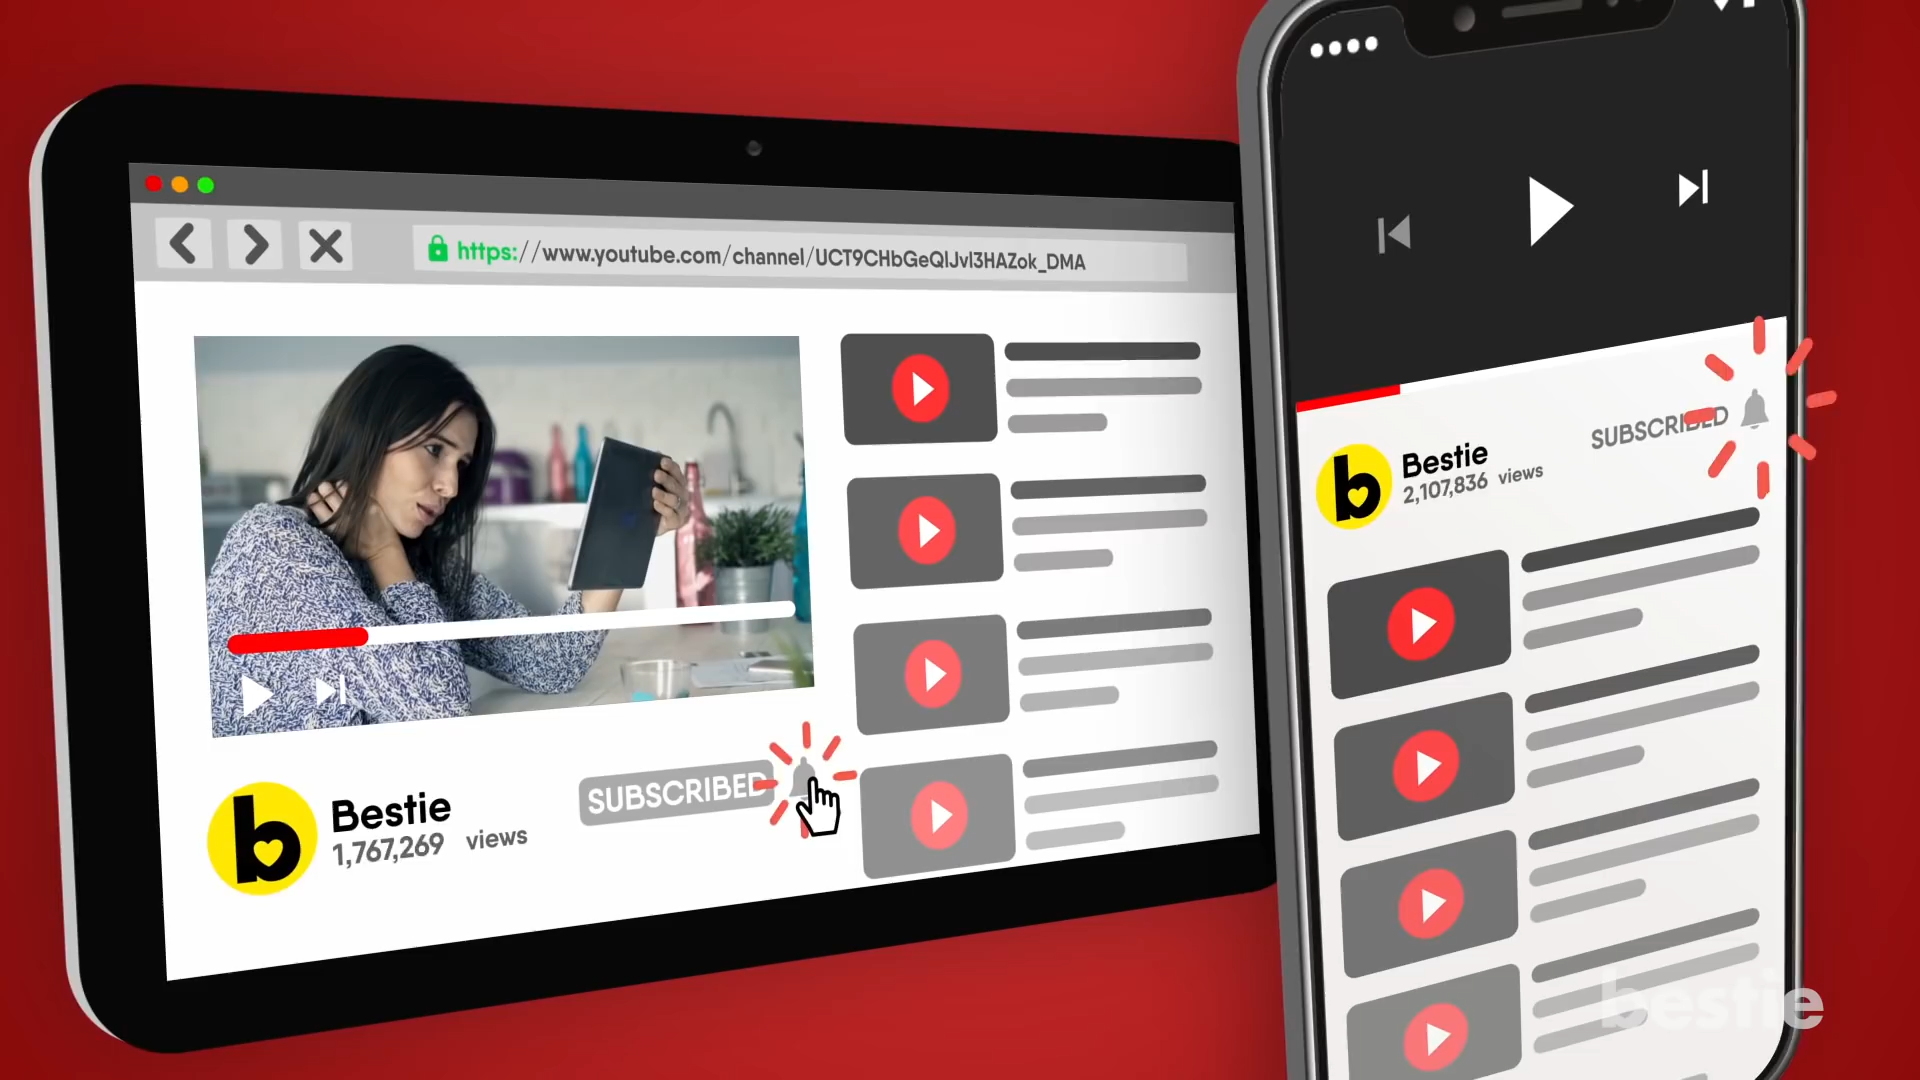 https://www.youtube.com/channel/UCT9CHbGeQlJvl3HAZok_DMA
b
Bestie
1,767,269 views
SUBSCRIBED
SUBSCRIBED
b
Bestie
2,107,836 views
bestie